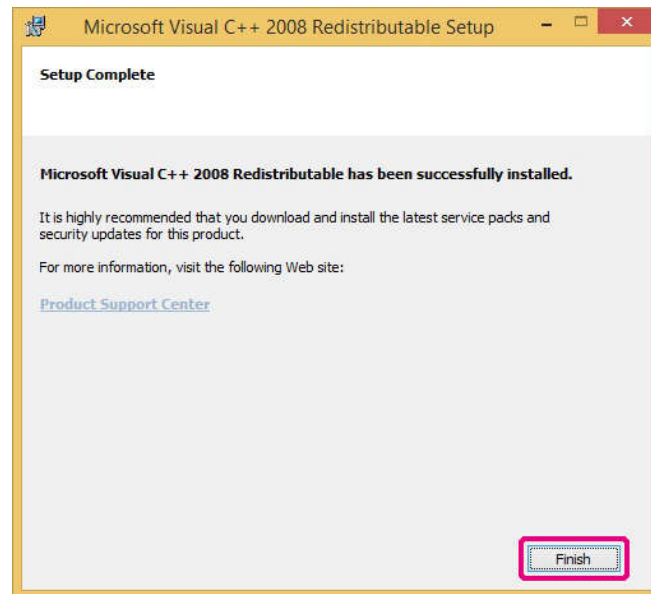 Microsoft Visual C++ 2008 Redistributable Setup
Setup Complete
Microsoft Visual C++ 2008 Redistributable has been successfully installed.
It is highly recommended that you download and install the latest service packs and
security updates for this product.
For more information, visit the following Web site:
Product Support Center
Finish